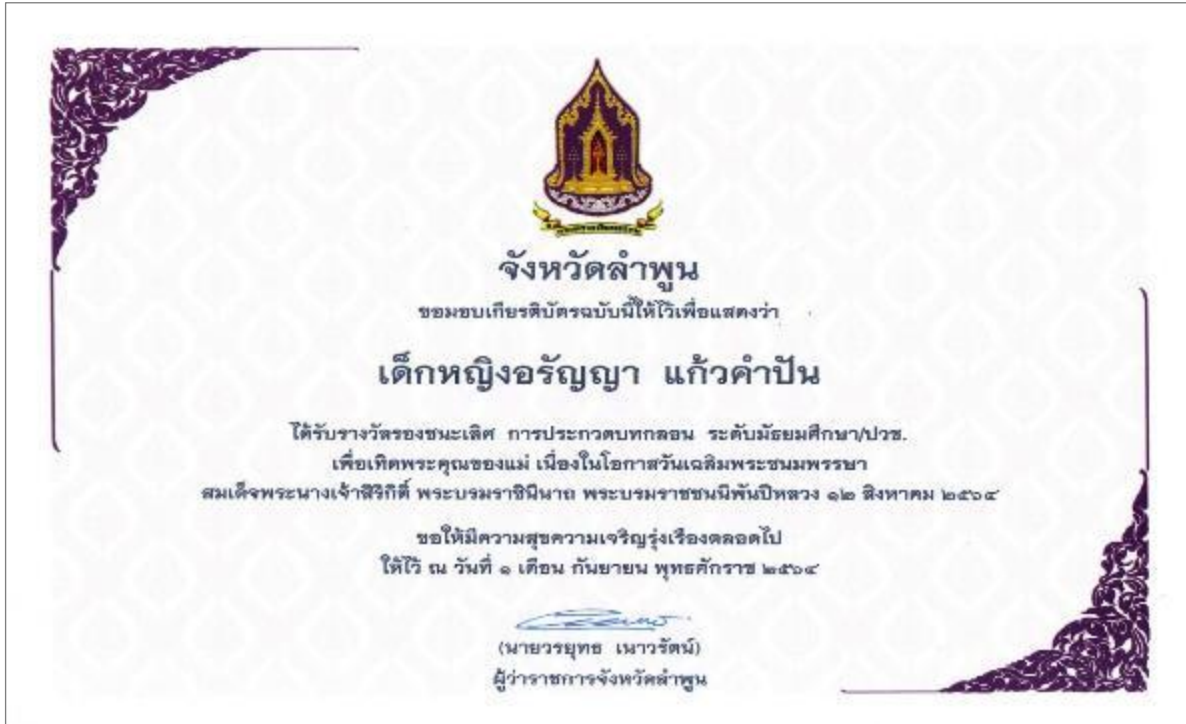 จังหวัดลำพูน
ขอมอบเกียรติบัตรฉบับนี้ให้ไว้เพื่อแสดงว่า
เด็กหญิงอรัญญา แก้วคำปัน
ได้รับรางวัลรองชนะเลิศ การประกวดบทกลอน ระดับมัธยมศึกษา/ปวช.
เพื่อเทิดพระคุณของแม่ เนื่องในโอกาสวันเฉลิมพระชนมพรรษา
สมเด็จพระนางเจ้าสิริกิติ์ พระบรมราชินีนาถ พระบรมราชชนนีพันปีหลวง ๑๒ สิงหาคม ๒๕๖๔
ขอให้มีความสุขความเจริญรุ่งเรืองตลอดไป
ให้ไว้ ณ วันที่ ๑ เดือน กันยายน พุทธศักราช ๒๕๖๔
(นายวรยุทธ เนาวรัตน์)
ผู้ว่าราชการจังหวัดลำพูน